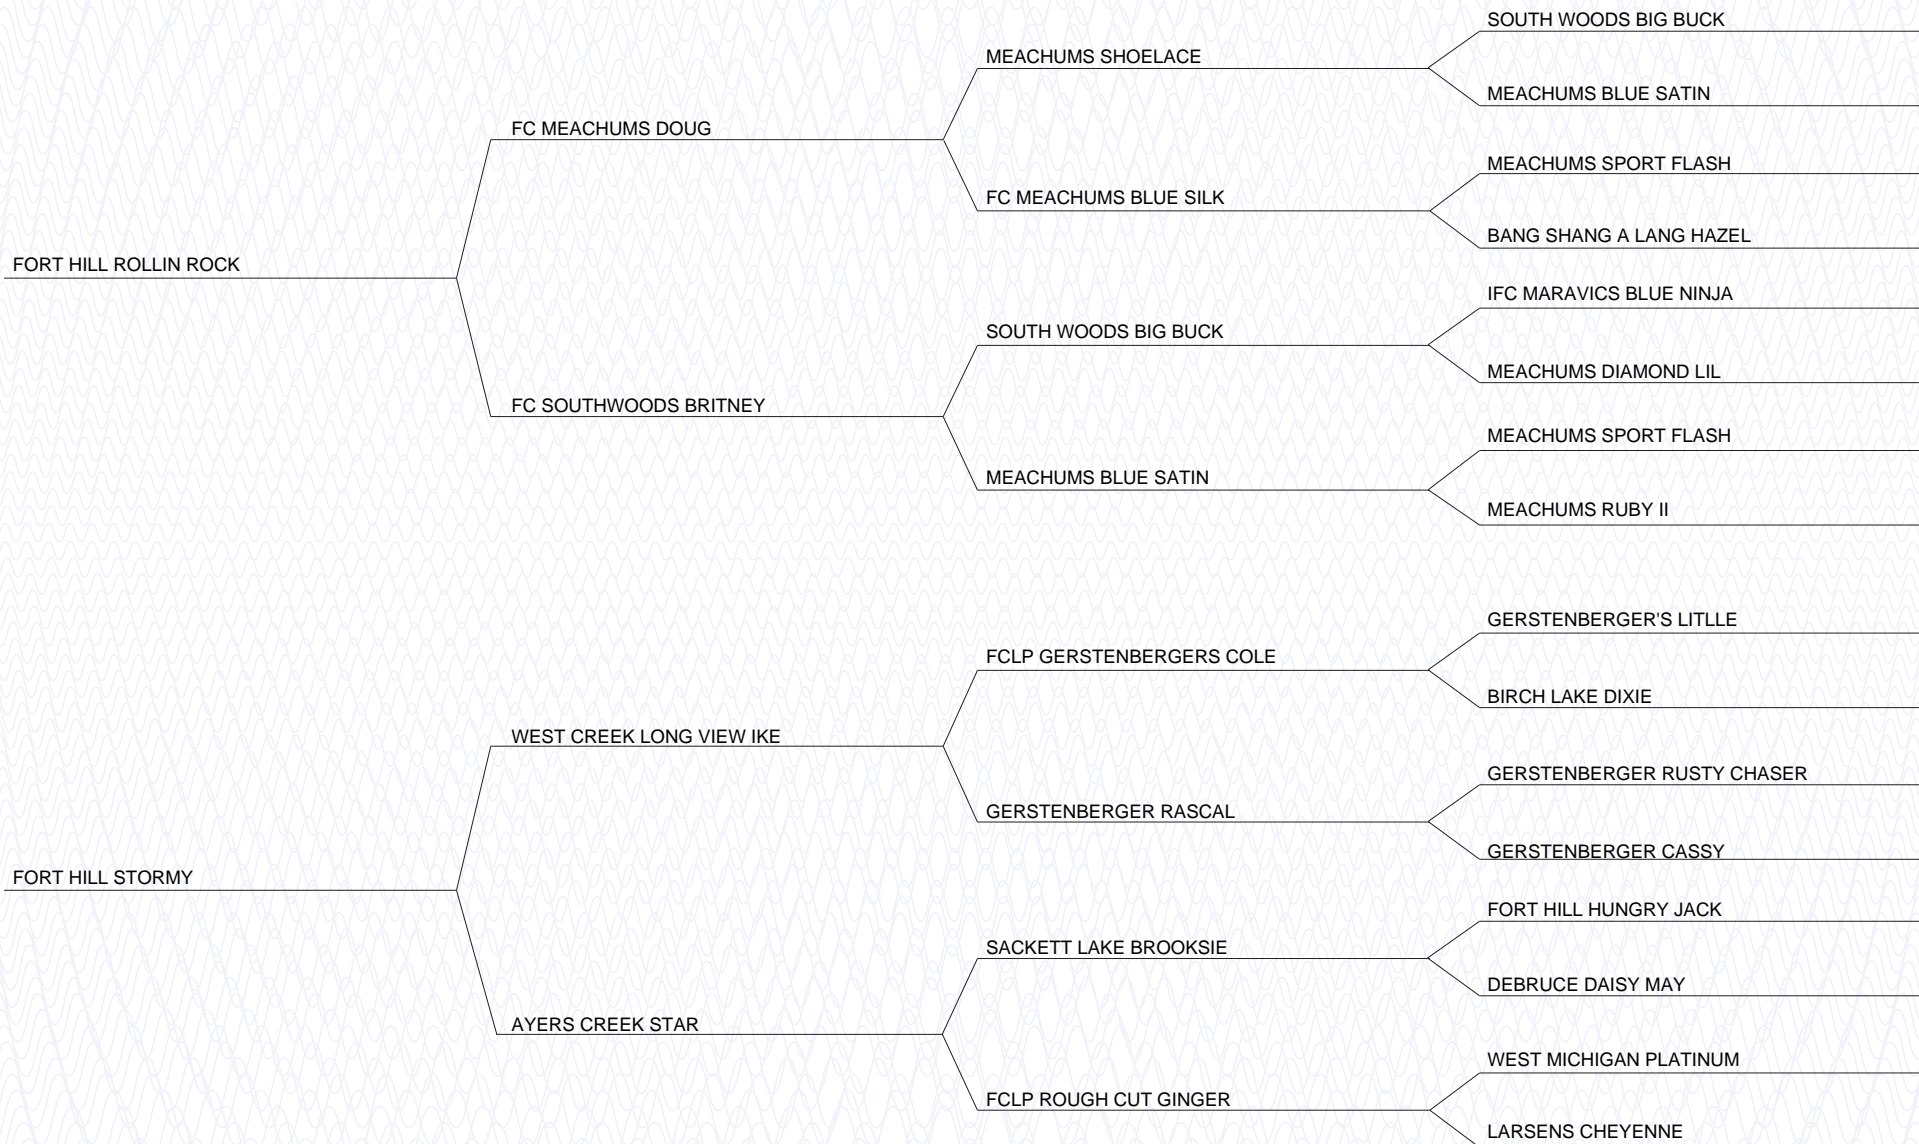 SOUTH WOODS BIG BUCK
MEACHUMS SHOELACE
MEACHUMS BLUE SATIN
FC MEACHUMS DOUG
MEACHUMS SPORT FLASH
FC MEACHUMS BLUE SILK
BANG SHANG A LANG HAZEL
FORT HILL ROLLIN ROCK
IFC MARAVICS BLUE NINJA
SOUTH WOODS BIG BUCK
MEACHUMS DIAMOND LIL
FC SOUTHWOODS BRITNEY
MEACHUMS SPORT FLASH
MEACHUMS BLUE SATIN
MEACHUMS RUBY II
GERSTENBERGER'S LITLLE
FCLP GERSTENBERGERS COLE
BIRCH LAKE DIXIE
WEST CREEK LONG VIEW IKE
GERSTENBERGER RUSTY CHASER
GERSTENBERGER RASCAL
GERSTENBERGER CASSY
FORT HILL STORMY
FORT HILL HUNGRY JACK
SACKETT LAKE BROOKSIE
DEBRUCE DAISY MAY
AYERS CREEK STAR
WEST MICHIGAN PLATINUM
FCLP ROUGH CUT GINGER
LARSENS CHEYENNE